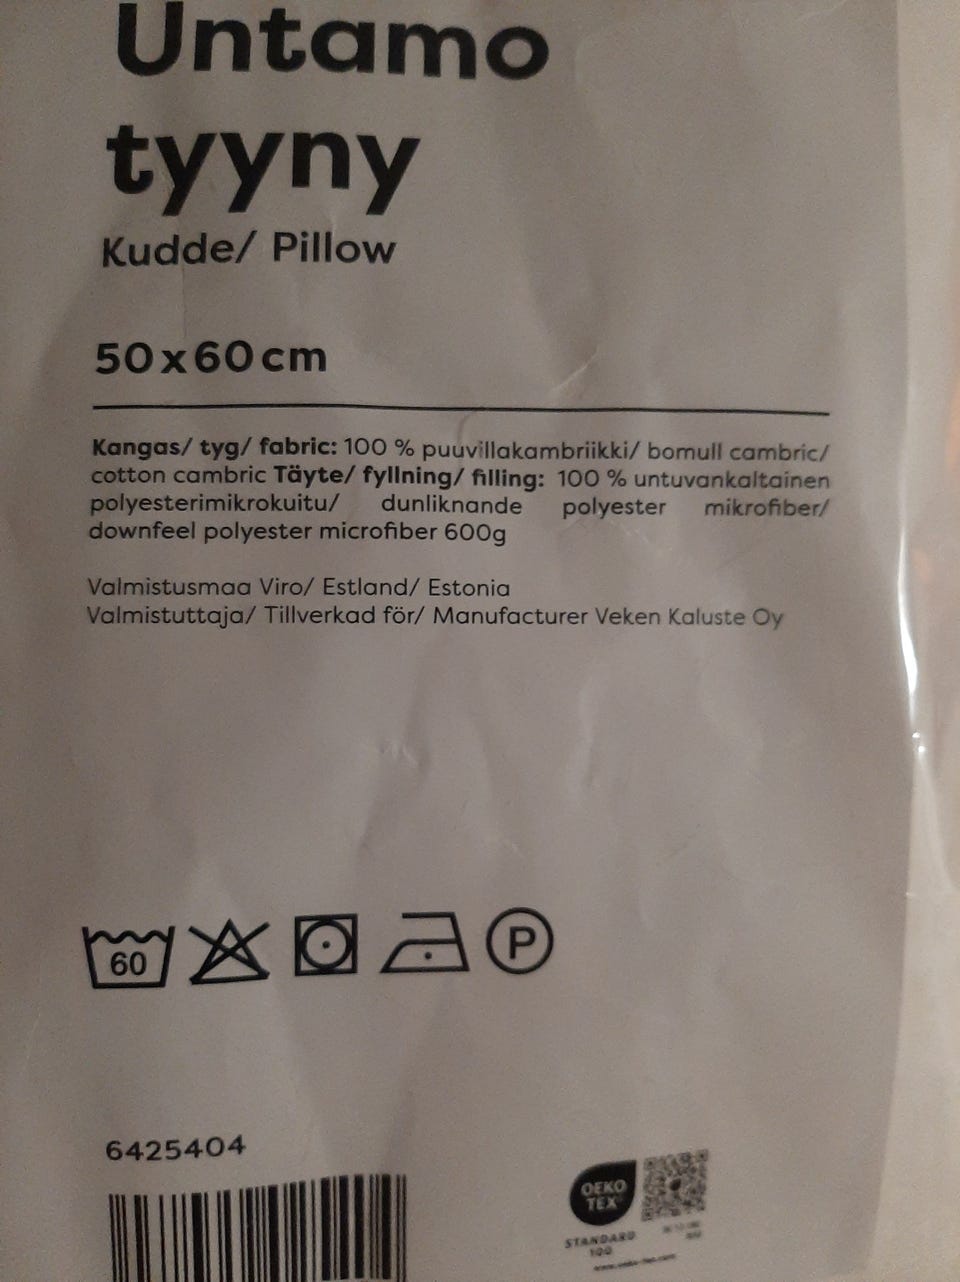 Untamo
tyyny
Kudde/ Pillow
50x60cm
Kangas/ tyg/ fabric: 100 % puuvillakambriikki/ bomull cambric/
cotton cambric Täyte/ fyllning/ filling: 100 % untuvankaltainen
polyesterimikrokuitu/ dunliknande polyester mikrofiber/
downfeel polyester microfiber 600g
Valmistusmaa Viro/ Estland/ Estonia
Valmistuttaja/ Tillverkad för/ Manufacturer Veken Kaluste Oy
60
P
6425404
OEKO
TEX
STANDARD
100